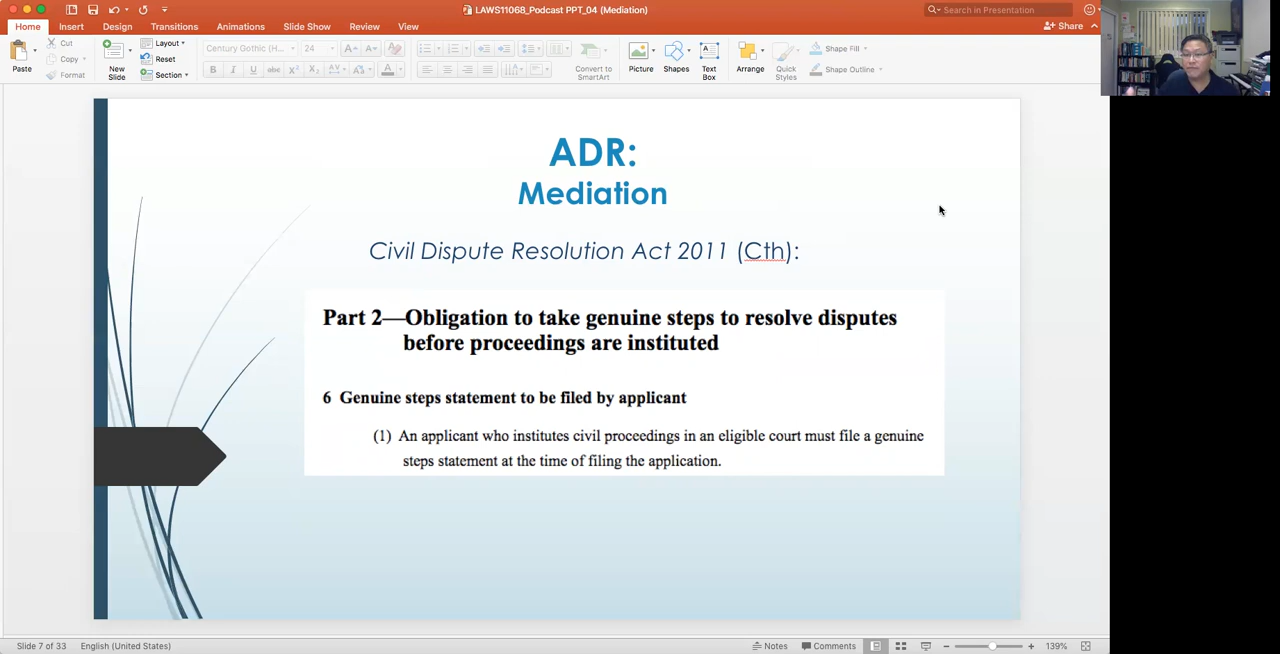 LAWS11068_Podcast PPT_04 (Mediation)
Search in Presentation
Home Insert Design Transitions Animations Slide Show Review View
Share
Paste
Cut
Copy
Format
New
Slide
Layout
Reset
Section
Century Gothic (H... 24
Convert to
SmartArt
Picture
Shapes
Text
Box
Arrange
Quick
Styles
Shape Fill
Shape Outline
ADR:
Mediation
Civil Dispute Resolution Act 2011 (Cth):
Part 2—Obligation to take genuine steps to resolve disputes
before proceedings are instituted
6 Genuine steps statement to be filed by applicant
(1) An applicant who institutes civil proceedings in an eligible court must file a genuine
steps statement at the time of filing the application.
Slide 7 of 33 English (United States)
Notes Comments 139%